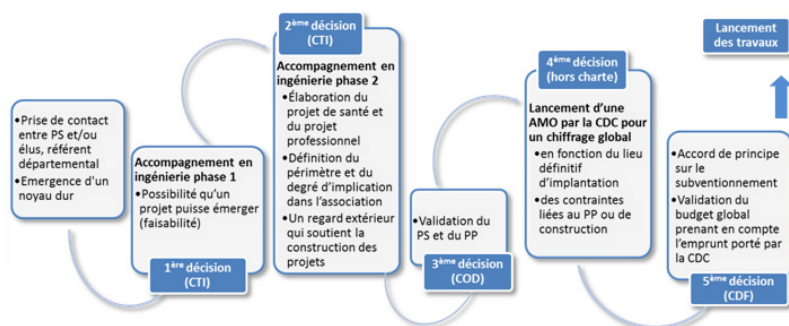 •Prise de contact
entre PS et/ou
élus, référent
départemental
•Emergence d'un
noyau dur
Accompagnement en
ingénierie phase 1
•Possibilité qu'un
projet puisse émerger
(faisabilité)
1ère décision
(CTI)
2ème décision
(CTI)
Accompagnement en
ingénierie phase 2
•Élaboration du
projet de santé et
du projet
professionnel
•Définition du
périmètre et du
degré d'implication
dans l'association
•Un regard extérieur
qui soutient la
construction des
projets
•Validation du
PS et du PP
3ème décision
(COD)
4ème décision
(hors charte)
Lancement d'une
AMO par la CDC pour
un chiffrage global
•en fonction du lieu
définitif
d'implantation
•des contraintes
liées au PP ou de
construction
Lancement
des travaux
•Accord de principe
sur le
subventionnement
•Validation du
budget global
prenant en compte
l'emprunt porté par
la CDC
5ème décision
(CDF)